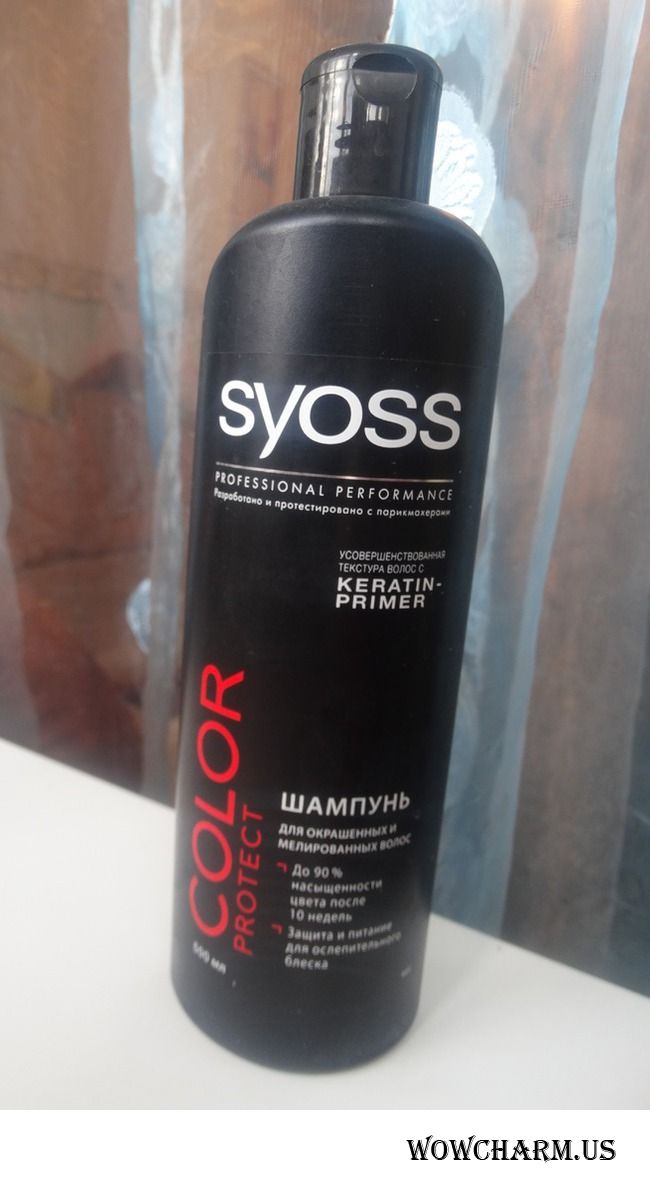 syoss
PROFESSIONAL PERFORMANCE
Разработано и протестировано с парикмахерами
УСОВЕРШЕНСТВОВАННАЯ
ТЕКСТУРА ВОЛОС С
KERATIN-
PRIMER
COLOR
PROTECT
ШАМПУНЬ
ДЛЯ ОКРАШЕННЫХ И
МЕЛИРОВАННЫХ ВОЛОС
До 90 %
насыщенности
цвета после
10 недель
Защита и питание
для ослепительного
блеска
500 мл
WOWCHARM.US